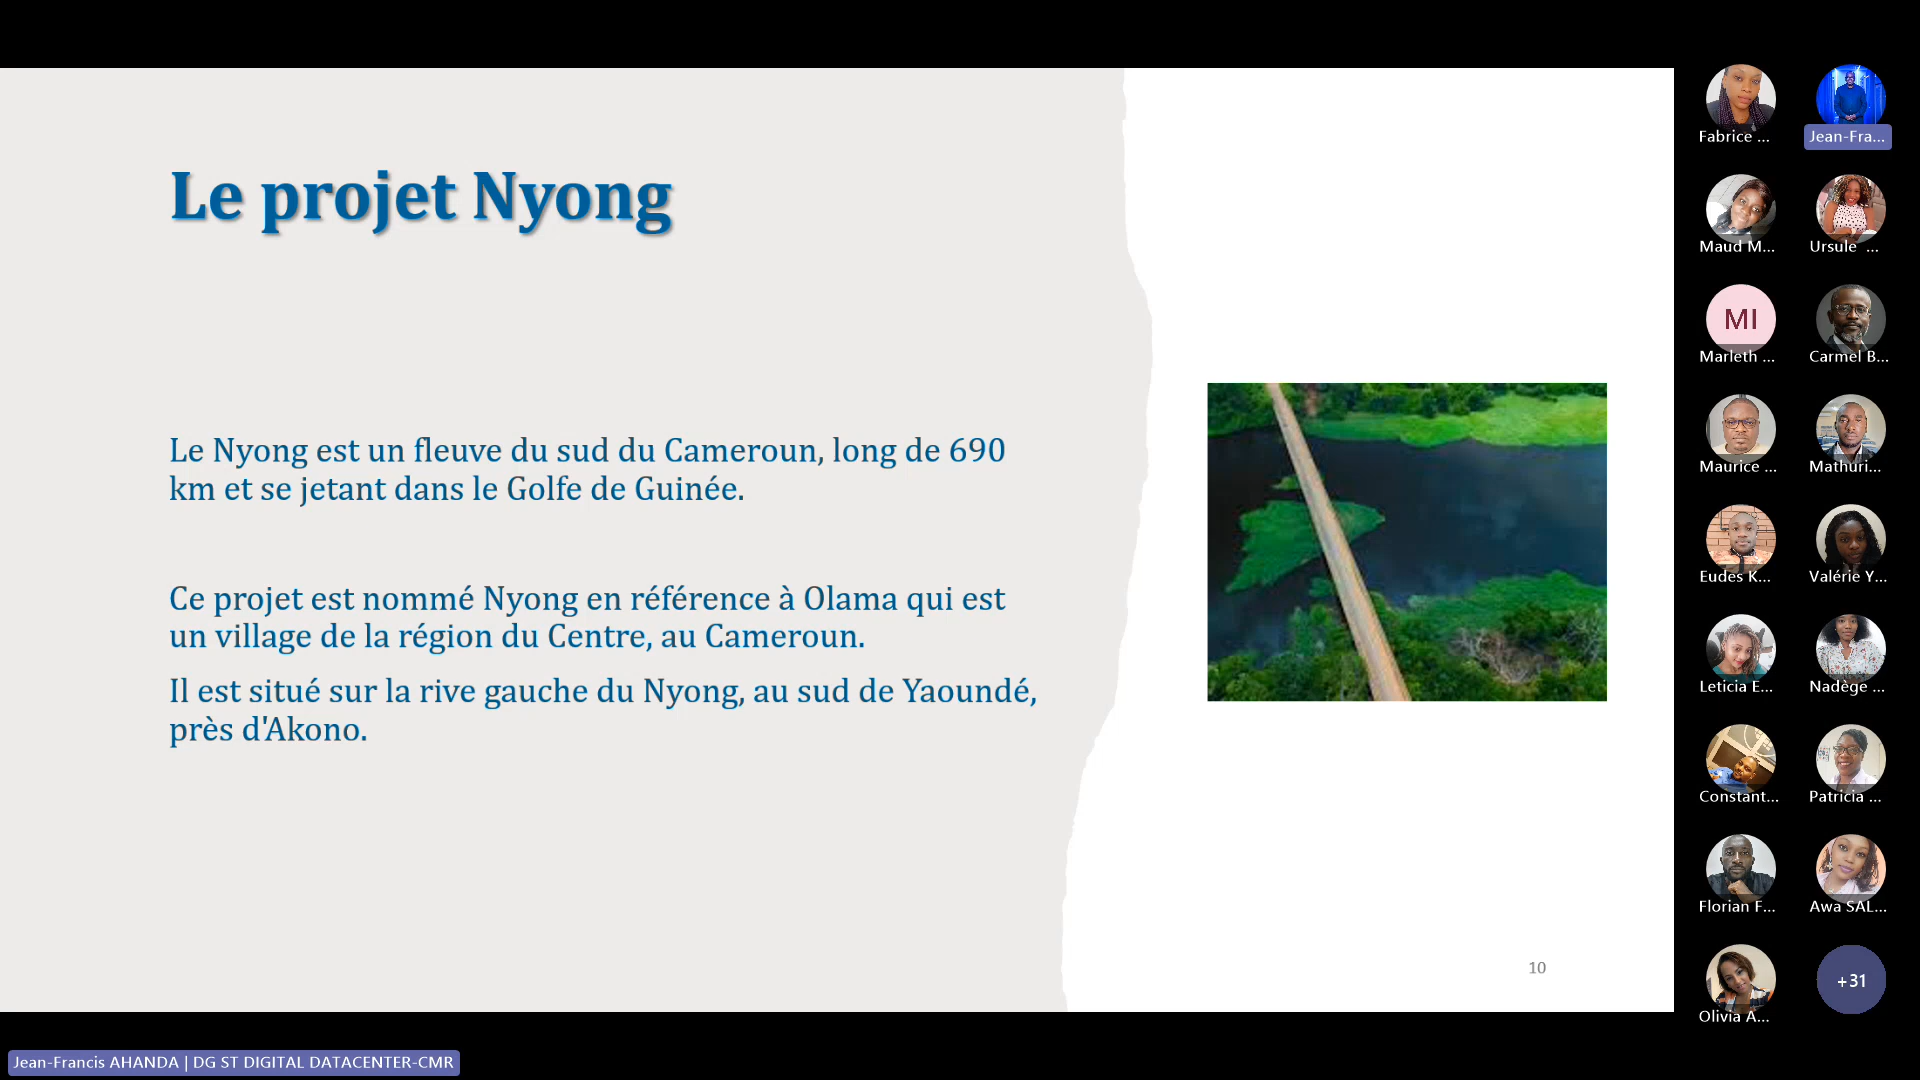 Le projet Nyong
Le Nyong est un fleuve du sud du Cameroun, long de 690
km et se jetant dans le Golfe de Guinée.
Ce projet est nommé Nyong en référence à Olama qui est
un village de la région du Centre, au Cameroun.
Il est situé sur la rive gauche du Nyong, au sud de Yaoundé,
près d'Akono.
10
Fabrice ...
Jean-Fra...
Maud M...
Ursule ...
MI
Marleth ...
Carmel B...
Maurice ...
Mathuri...
Eudes K...
Valérie Y...
Leticia E...
Nadège ...
Constant...
Patricia ...
Florian F...
Awa SAL...
Olivia A...
+31
Jean-Francis AHANDA | DG ST DIGITAL DATACENTER-CMR